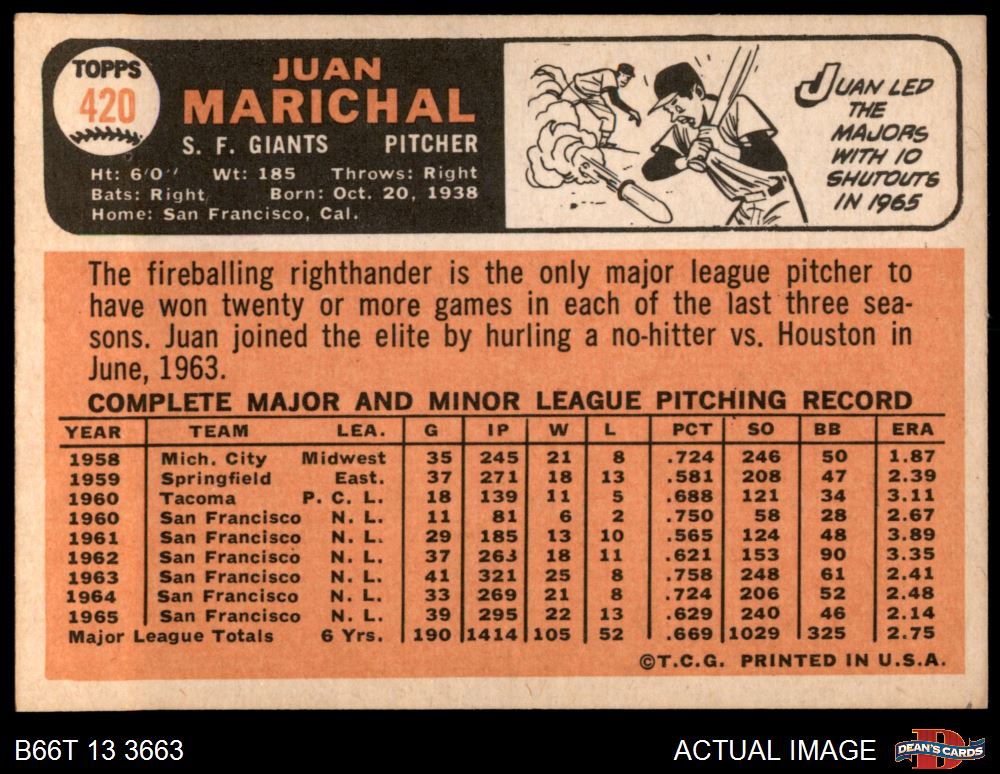 TOPPS
420
JUAN
MARICHAL
S. F. GIANTS PITCHER
Ht: 6'0'' Wt: 185 Throws: Right
Bats: Right Born: Oct. 20, 1938
Home: San Francisco, Cal.
JUAN LED
THE
MAJORS
WITH 10
SHUTOUTS
IN 1965
The fireballing righthander is the only major league pitcher to
have won twenty or more games in each of the last three sea-
sons. Juan joined the elite by hurling a no-hitter vs. Houston in
June, 1963.
COMPLETE MAJOR AND MINOR LEAGUE PITCHING RECORD
YEAR TEAM LEA. G IP W L PCT SO BB ERA
1958 Mich. City Midwest 35 245 21 8 .724 246 50 1.87
1959 Springfield East. 37 271 18 13 .581 208 47 2.39
1960 Tacoma P. C. L. 18 139 11 5 .688 121 34 3.11
1960 San Francisco N. L. 11 81 6 2 .750 58 28 2.67
1961 San Francisco N. L. 29 185 13 10 .565 124 48 3.89
1962 San Francisco N. L. 37 263 18 11 .621 153 90 3.35
1963 San Francisco N. L. 41 321 25 8 .758 248 61 2.41
1964 San Francisco N. L. 33 269 21 8 .724 206 52 2.48
1965 San Francisco N. L. 39 295 22 13 .629 240 46 2.14
Major League Totals 6 Yrs. 190 1414 105 52 .669 1029 325 2.75
©T.C.G. PRINTED IN U.S.A.
B66T 13 3663 ACTUAL IMAGE DEAN'S CARDS